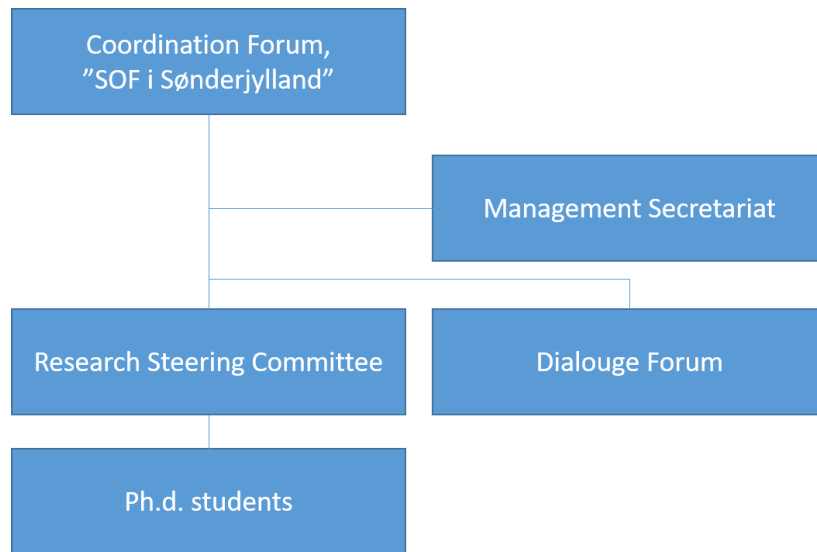 Coordination Forum,
”SOF i Sønderjylland”
Management Secretariat
Research Steering Committee
Dialouge Forum
Ph.d. students